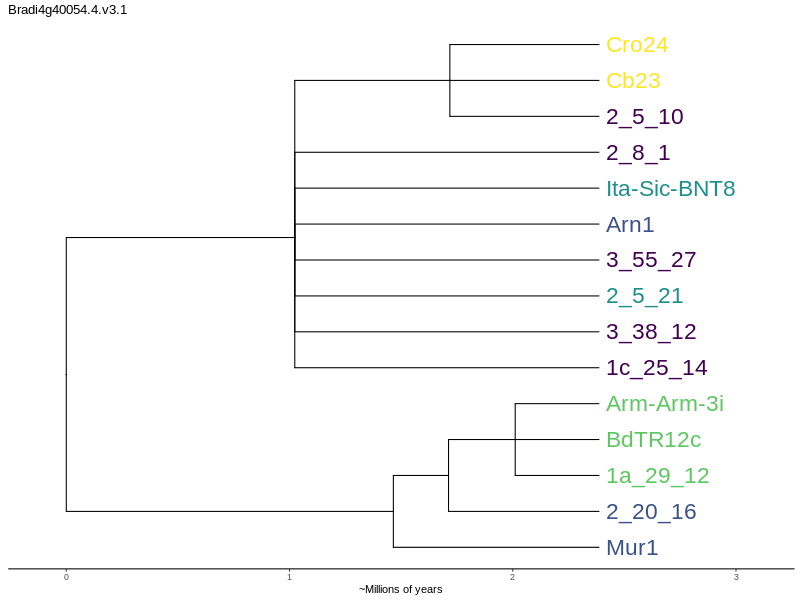 Bradi4g40054.4.v3.1
Cro24
Cb23
2_5_10
2_8_1
Ita-Sic-BNT8
Arn1
3_55_27
2_5_21
3_38_12
1c_25_14
Arm-Arm-3i
BdTR12c
1a_29_12
2_20_16
Mur1
0 1 2 3
~Millions of years